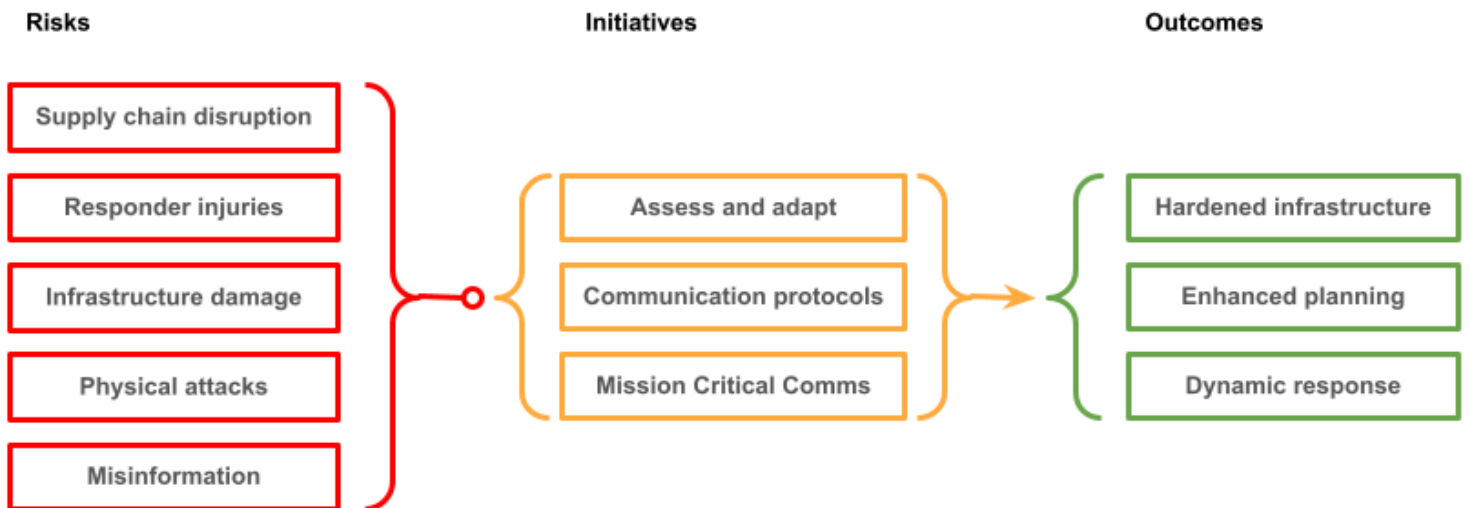 Risks
Initiatives
Outcomes
Supply chain disruption
Responder injuries
Infrastructure damage
Physical attacks
Misinformation
Assess and adapt
Communication protocols
Mission Critical Comms
Hardened infrastructure
Enhanced planning
Dynamic response